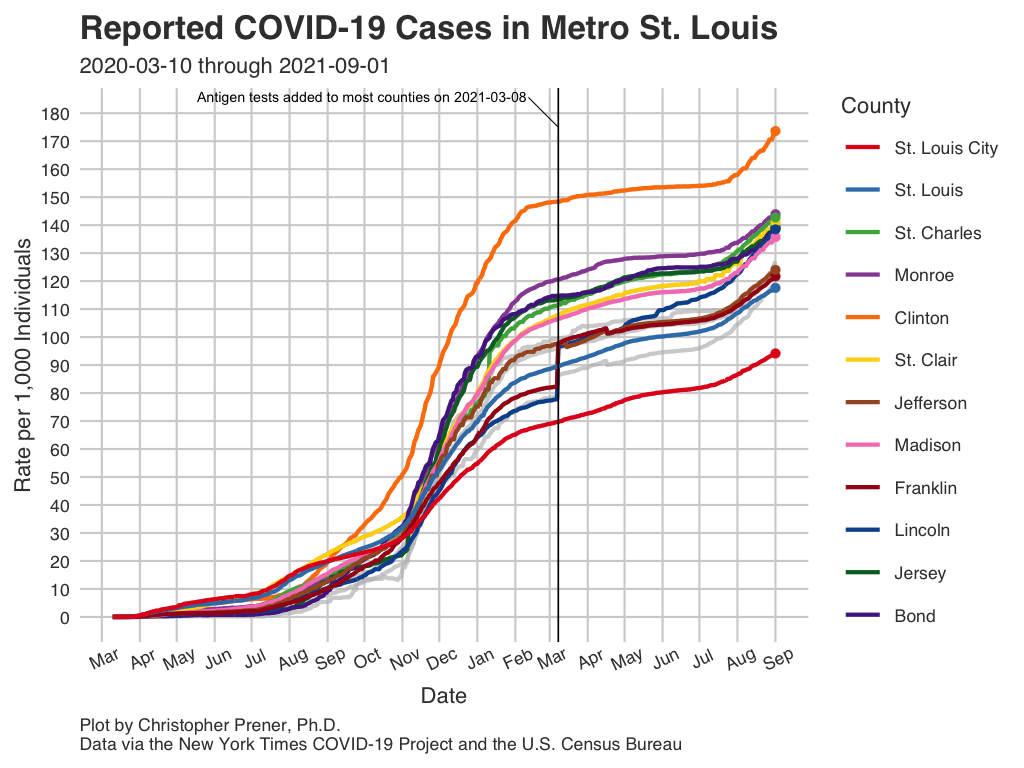 Reported COVID-19 Cases in Metro St. Louis
2020-03-10 through 2021-09-01
Antigen tests added to most counties on 2021-03-08
Rate per 1,000 Individuals
180
170
160
150
140
130
120
110
100
90
80
70
60
50
40
30
20
10
0
Mar Apr May Jun Jul Aug Sep Oct Nov Dec Jan Feb Mar Apr May Jun Jul Aug Sep
Date
County
St. Louis City
St. Louis
St. Charles
Monroe
Clinton
St. Clair
Jefferson
Madison
Franklin
Lincoln
Jersey
Bond
Plot by Christopher Prener, Ph.D.
Data via the New York Times COVID-19 Project and the U.S. Census Bureau